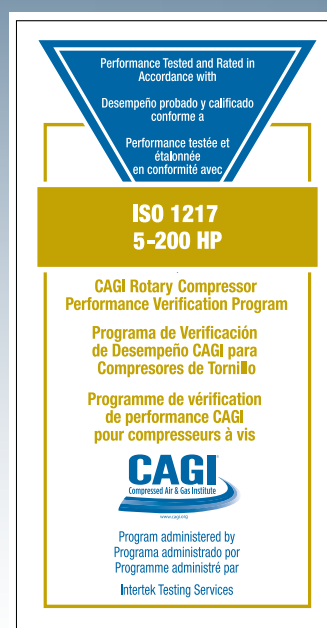 Performance Tested and Rated in
Accordance with
Desempeño probado y calificado
conforme a
Performance testée et
étalonnée
en conformité avec
ISO 1217
5-200 HP
CAGI Rotary Compressor
Performance Verification Program
Programa de Verificación
de Desempeño CAGI para
Compresores de Tornillo
Programme de vérification
de performance CAGI
pour compresseurs à vis
CAGI
Compressed Air & Gas Institute
www.cagi.org
Program administered by
Programa administrado por
Programme administré par
Intertek Testing Services